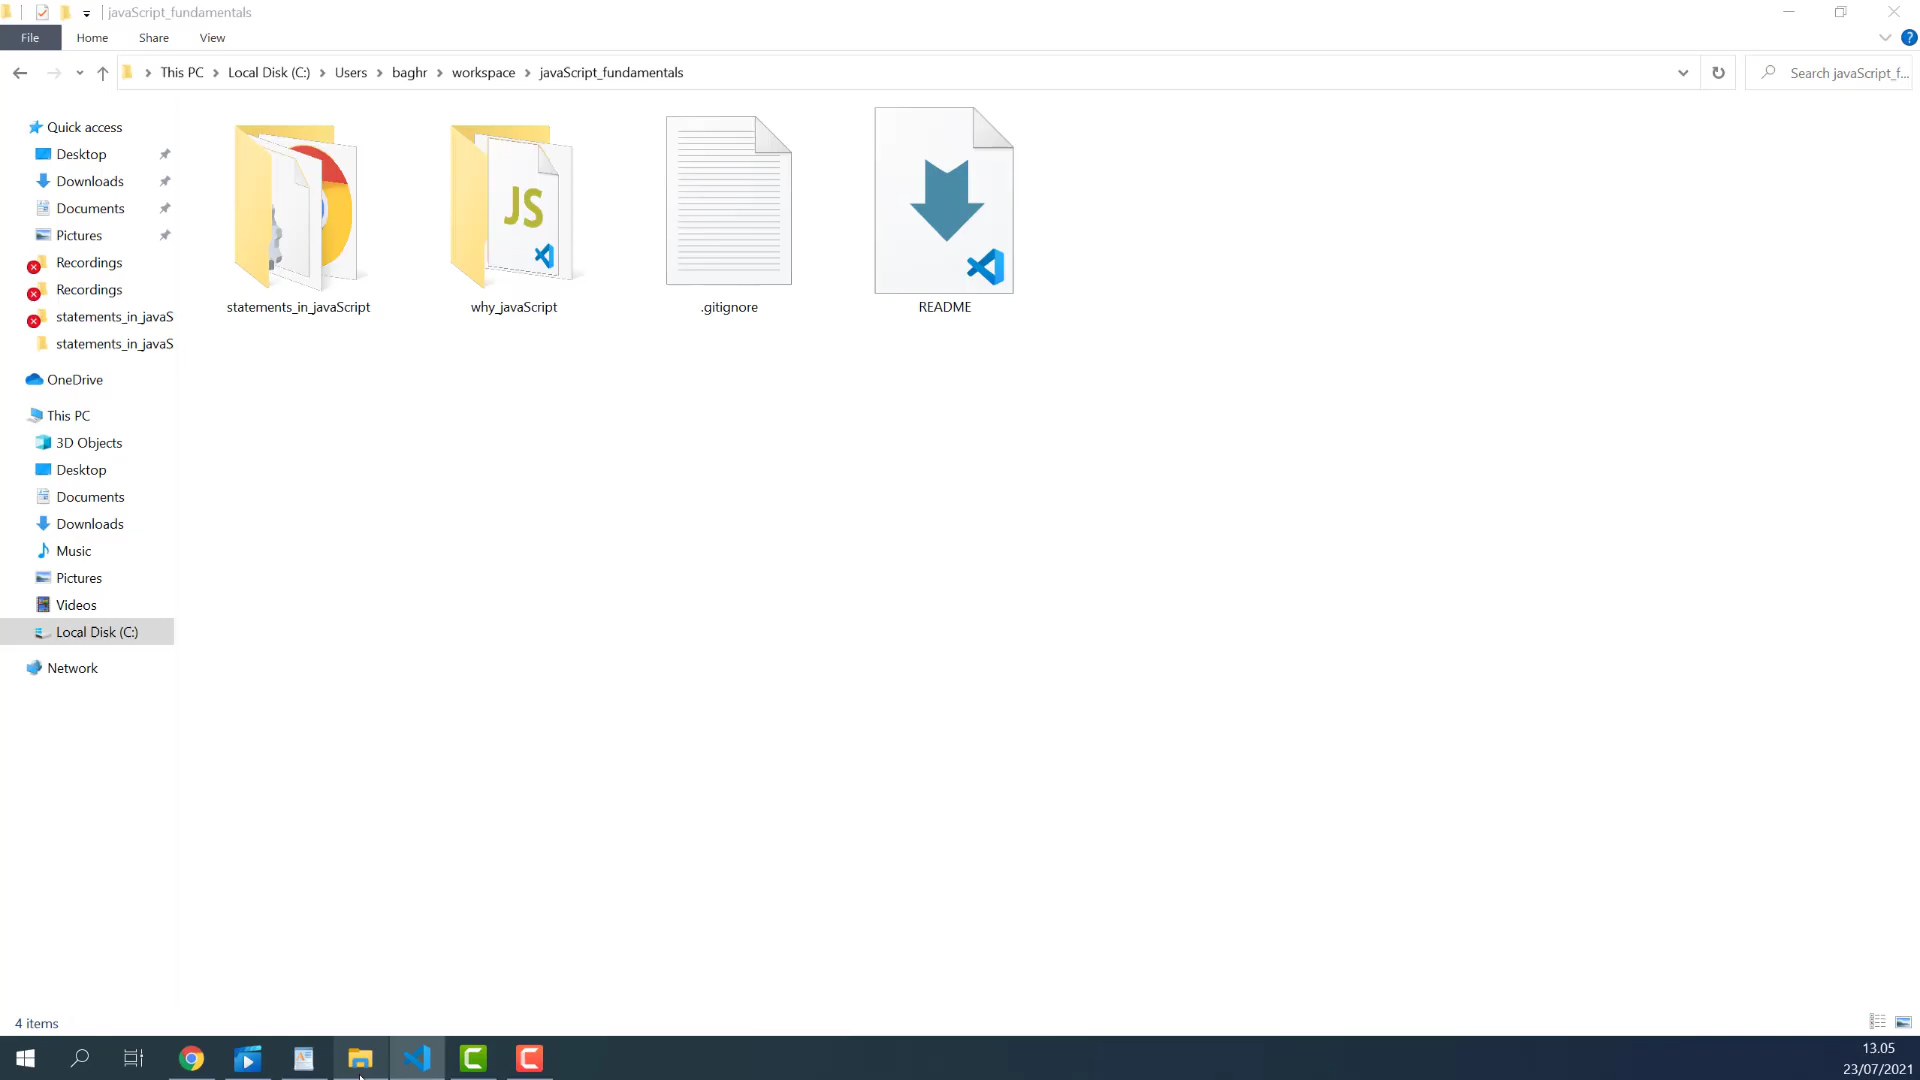 javaScript_fundamentals
File Home Share View
This PC Local Disk (C:) Users baghr workspace javaScript_fundamentals
Search javaScript_f...
Quick access
Desktop
Downloads
Documents
Pictures
Recordings
Recordings
statements_in_javaS
statements_in_javaS
OneDrive
This PC
3D Objects
Desktop
Documents
Downloads
Music
Pictures
Videos
Local Disk (C:)
Network
JS
statements_in_javaScript why_javaScript .gitignore README
4 items
13.05
23/07/2021